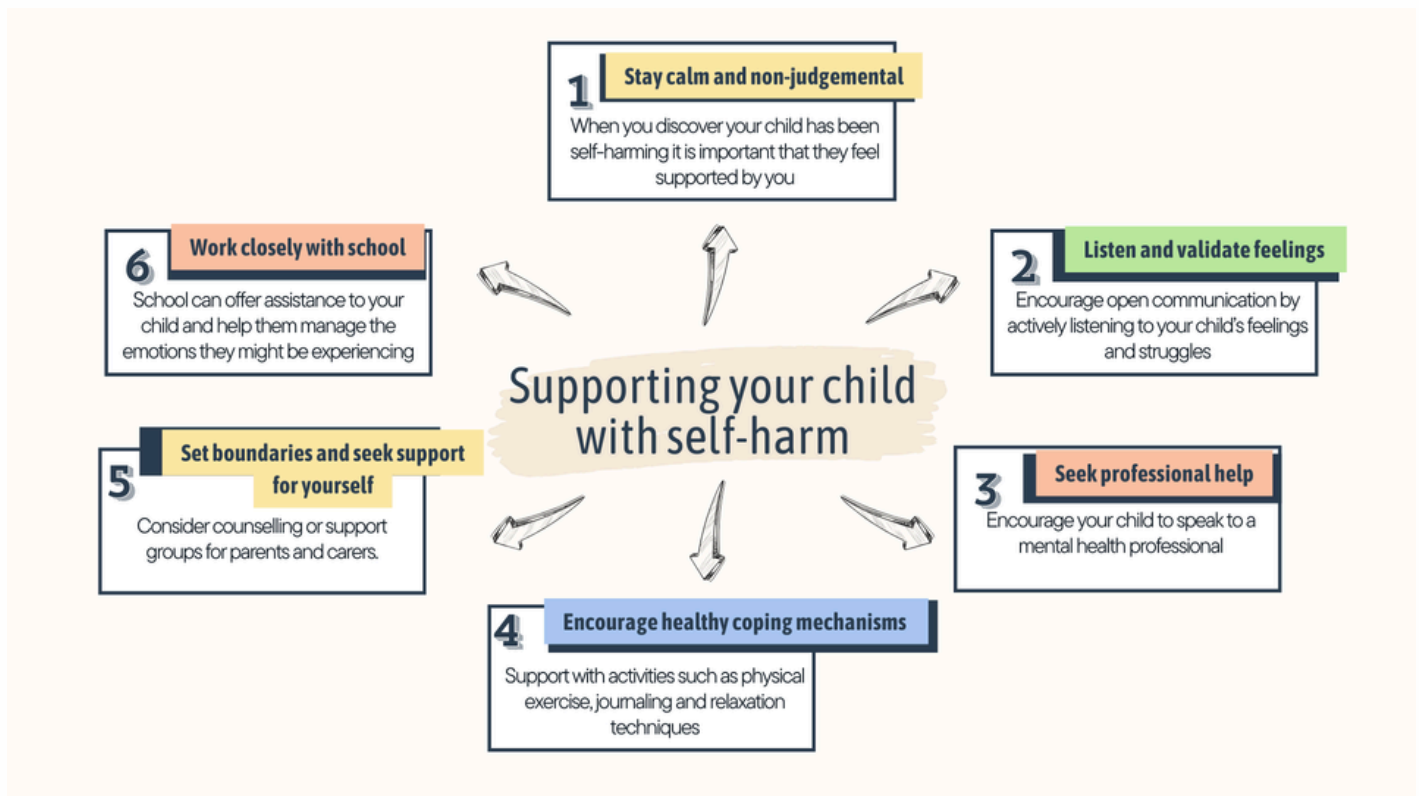 1
Stay calm and non-judgemental
When you discover your child has been
self-harming it is important that they feel
supported by you
2
Listen and validate feelings
Encourage open communication by
actively listening to your child's feelings
and struggles
3
Seek professional help
Encourage your child to speak to a
mental health professional
4
Encourage healthy coping mechanisms
Support with activities such as physical
exercise, journaling and relaxation
techniques
5
Set boundaries and seek support
for yourself
Consider counselling or support
groups for parents and carers.
6
Work closely with school
School can offer assistance to your
child and help them manage the
emotions they might be experiencing
Supporting your child
with self-harm